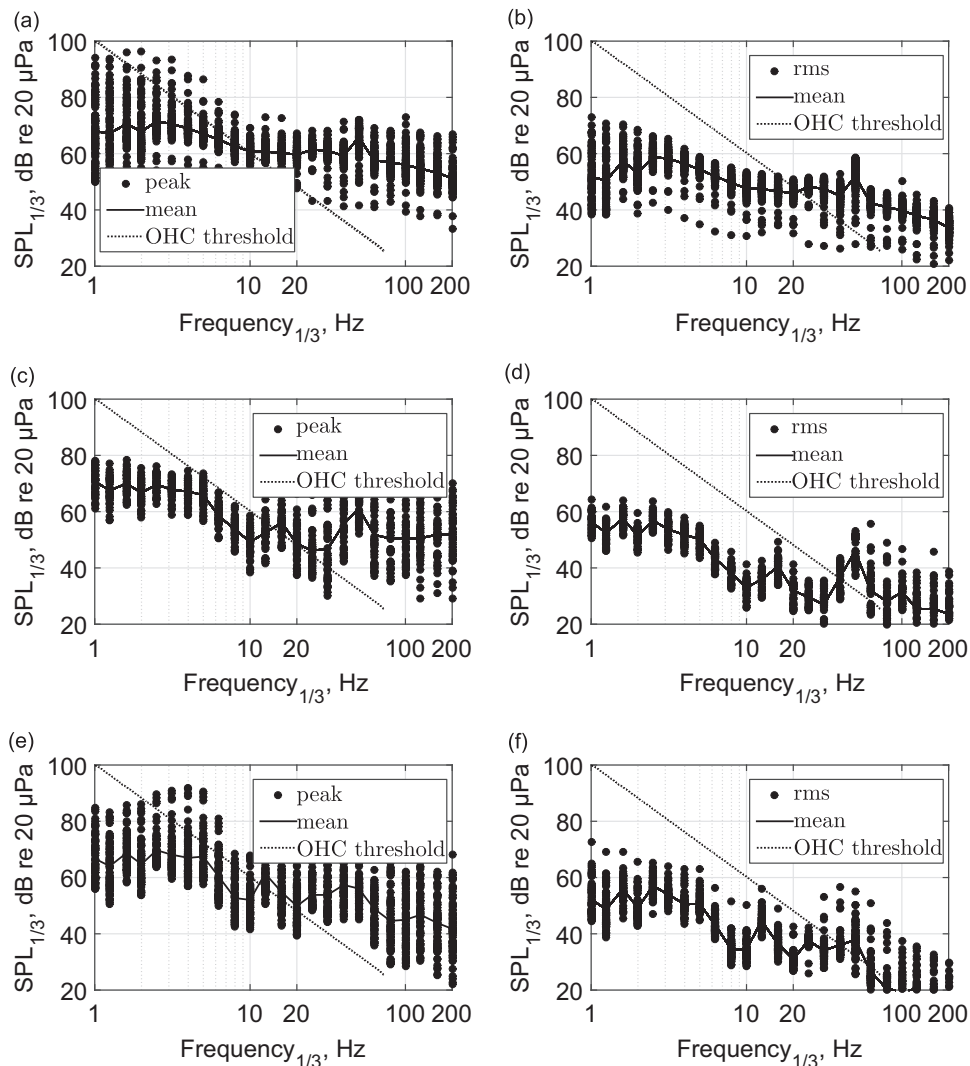 (a)
SPL1/3, dB re 20 µPa
100
80
60
40
20
peak
mean
OHC threshold
1
10
20
100
200
Frequency1/3, Hz
(b)
SPL1/3, dB re 20 µPa
100
80
60
40
20
rms
mean
OHC threshold
1
10
20
100
200
Frequency1/3, Hz
(c)
SPL1/3, dB re 20 µPa
100
80
60
40
20
peak
mean
OHC threshold
1
10
20
100
200
Frequency1/3, Hz
(d)
SPL1/3, dB re 20 µPa
100
80
60
40
20
rms
mean
OHC threshold
1
10
20
100
200
Frequency1/3, Hz
(e)
SPL1/3, dB re 20 µPa
100
80
60
40
20
peak
mean
OHC threshold
1
10
20
100
200
Frequency1/3, Hz
(f)
SPL1/3, dB re 20 µPa
100
80
60
40
20
rms
mean
OHC threshold
1
10
20
100
200
Frequency1/3, Hz